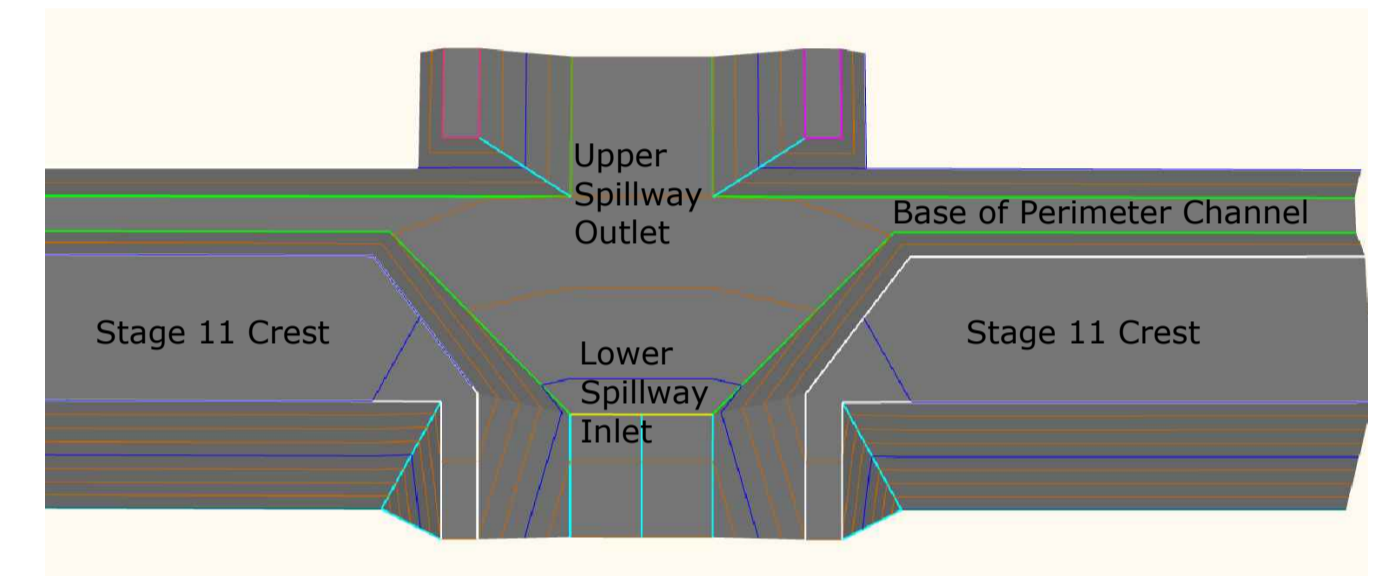 Upper
Spillway
Outlet
Base of Perimeter Channel
Stage 11 Crest
Stage 11 Crest
Lower
Spillway
Inlet